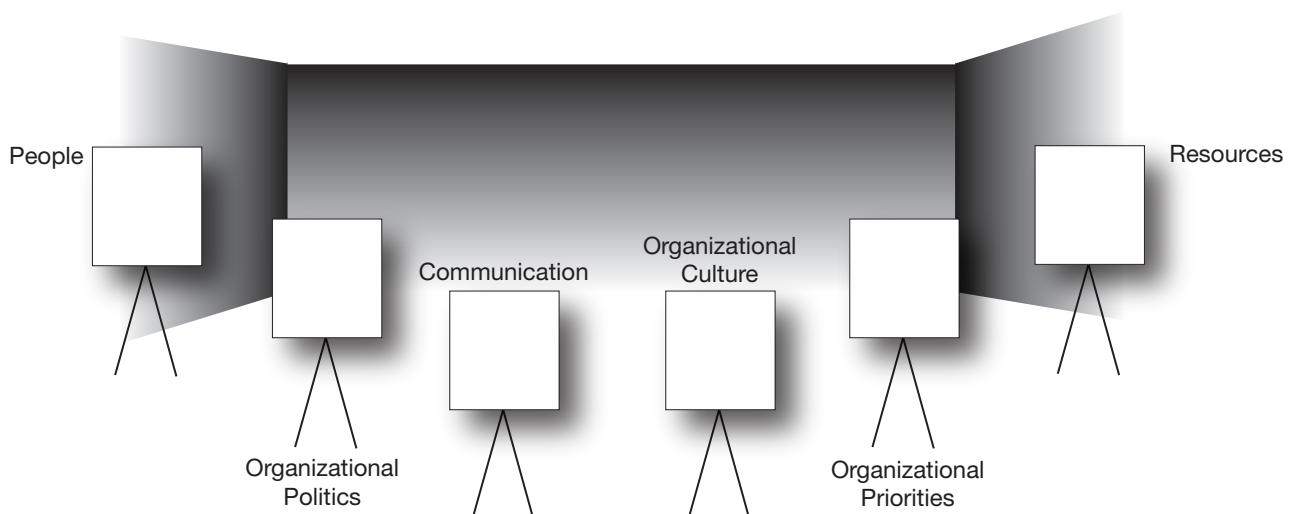 People
Resources
Organizational
Culture
Communication
Organizational
Politics
Organizational
Priorities